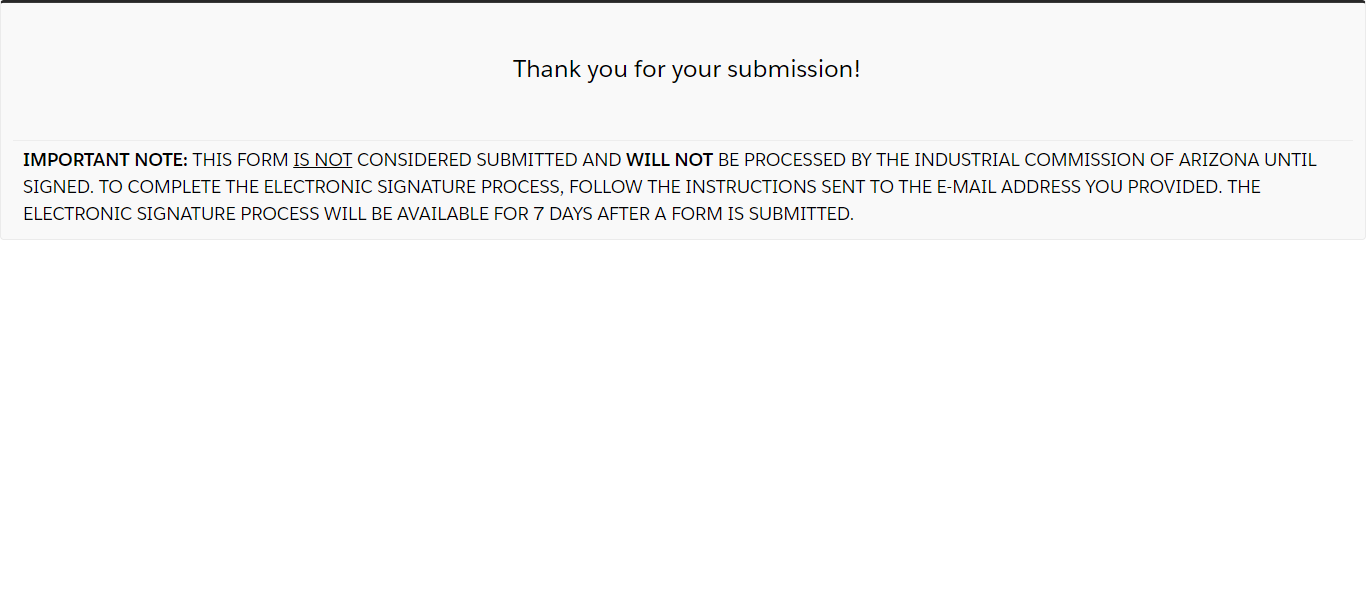 Thank you for your submission!
IMPORTANT NOTE: THIS FORM IS NOT CONSIDERED SUBMITTED AND WILL NOT BE PROCESSED BY THE INDUSTRIAL COMMISSION OF ARIZONA UNTIL
SIGNED. TO COMPLETE THE ELECTRONIC SIGNATURE PROCESS, FOLLOW THE INSTRUCTIONS SENT TO THE E-MAIL ADDRESS YOU PROVIDED. THE
ELECTRONIC SIGNATURE PROCESS WILL BE AVAILABLE FOR 7 DAYS AFTER A FORM IS SUBMITTED.